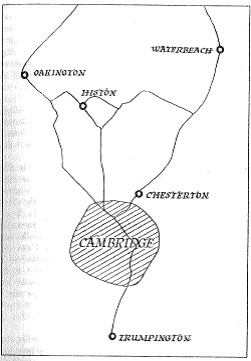 WATERBEACH
OAKINGTON
HISTON
CHESTERTON
CAMBRIDGE
TRUMPINGTON